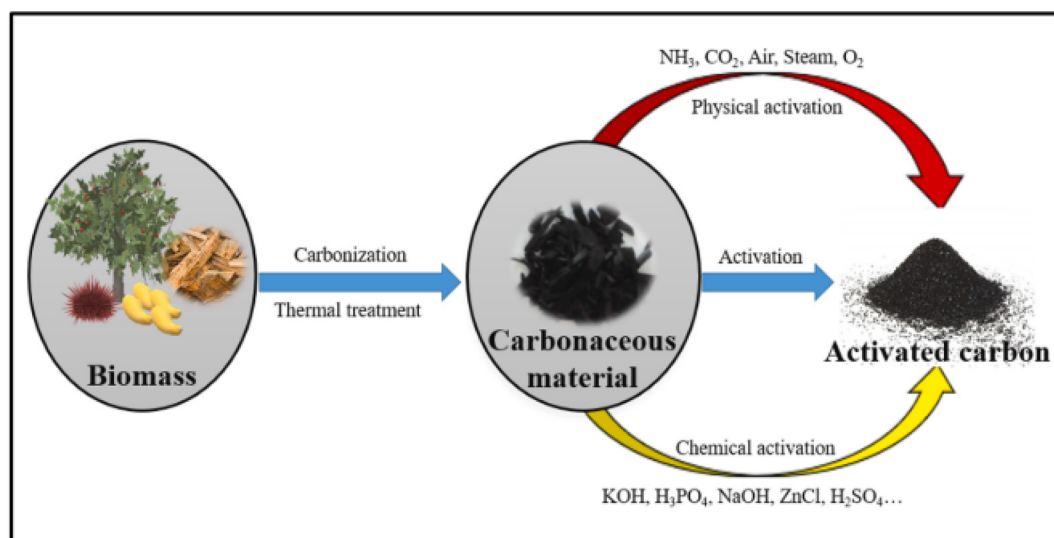 NH₃, CO₂, Air, Steam, O₂
Physical activation
Carbonization
Thermal treatment
Activation
Biomass
Carbonaceous
material
Activated carbon
Chemical activation
KOH, H₃PO₄, NaOH, ZnCl, H₂SO₄…